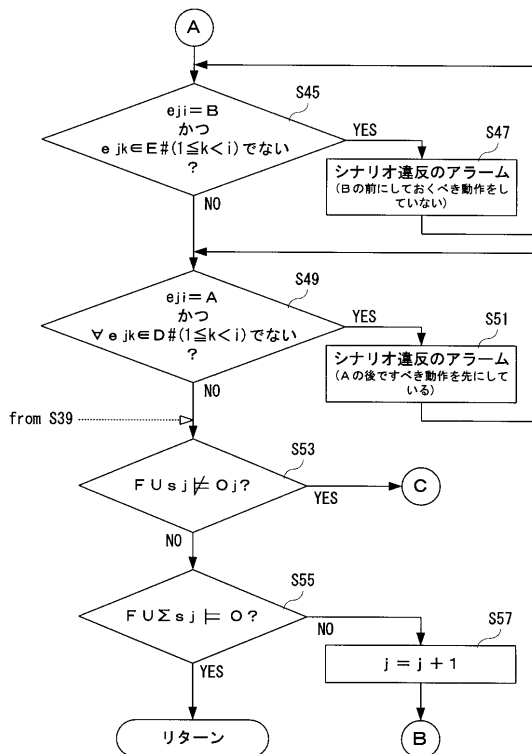 A
S45
eji=B
かつ
e jk∈E#(1≦k<i)でない
?
YES
NO
S47
シナリオ違反のアラーム
(Bの前にしておくべき動作をし
ていない)
S49
eji=A
かつ
∀e jk∈D#(1≦k<i)でない
?
YES
NO
S51
シナリオ違反のアラーム
(Aの後ですべき動作を先にして
いる)
from S39
S53
F∪s j⊭O j?
YES
C
NO
S55
F∪Σs j⊨O?
NO
YES
S57
j=j+1
リターン
B